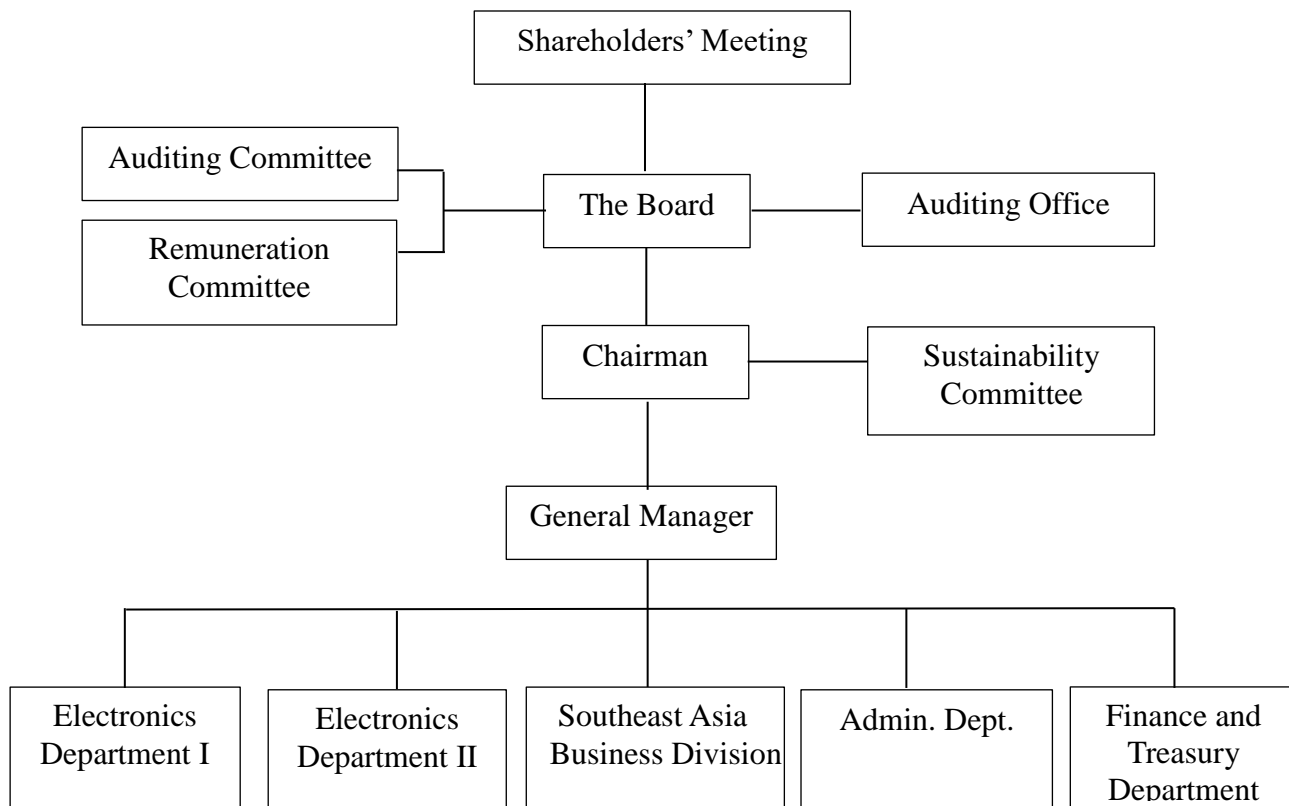 Shareholders’ Meeting
Auditing Committee
The Board
Auditing Office
Remuneration
Committee
Chairman
Sustainability
Committee
General Manager
Electronics
Department I
Electronics
Department II
Southeast Asia
Business Division
Admin. Dept.
Finance and
Treasury
Department